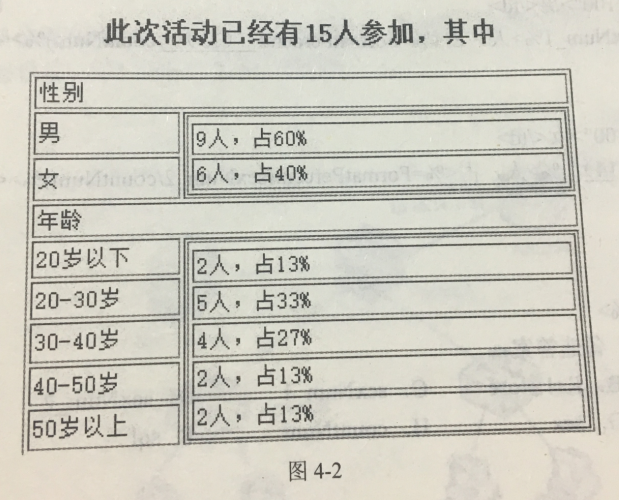 此次活动已经有15人参加，其中
性别
男 9人，占60%
女 6人，占40%
年龄
20岁以下 2人，占13%
20-30岁 5人，占33%
30-40岁 4人，占27%
40-50岁 2人，占13%
50岁以上 2人，占13%
图 4-2